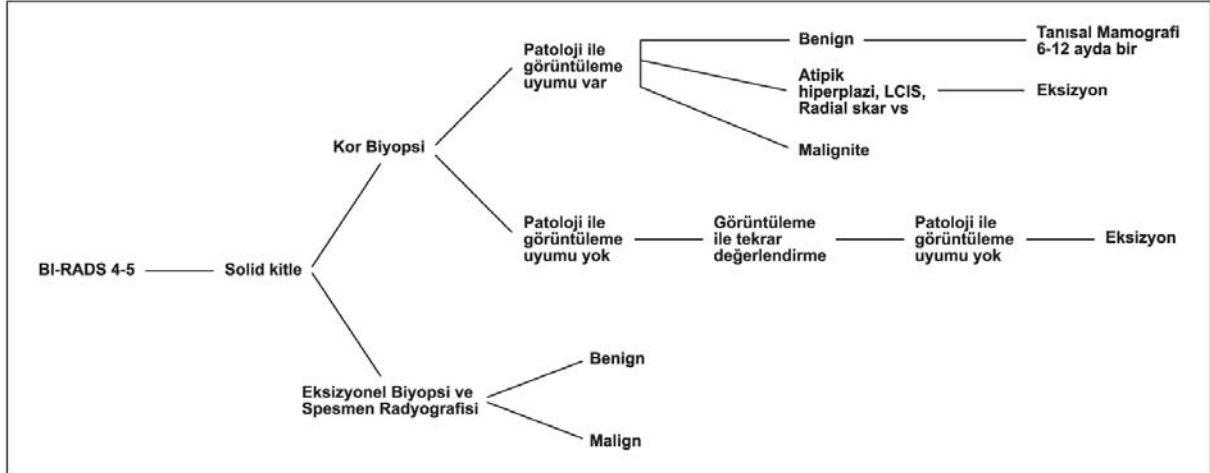 Patoloji ile
görüntüleme
uyumu var
Benign
Tanısal Mamografi
6-12 ayda bir
Atipik
hiperplazi, LCIS,
Radial skar vs
Eksizyon
Malignite
Kor Biyopsi
Patoloji ile
görüntüleme
uyumu yok
Görüntüleme
ile tekrar
değerlendirme
Patoloji ile
görüntüleme
uyumu yok
Eksizyon
BI-RADS 4-5
Solid kitle
Eksizyonel Biyopsi ve
Spesmen Radyografisi
Benign
Malign